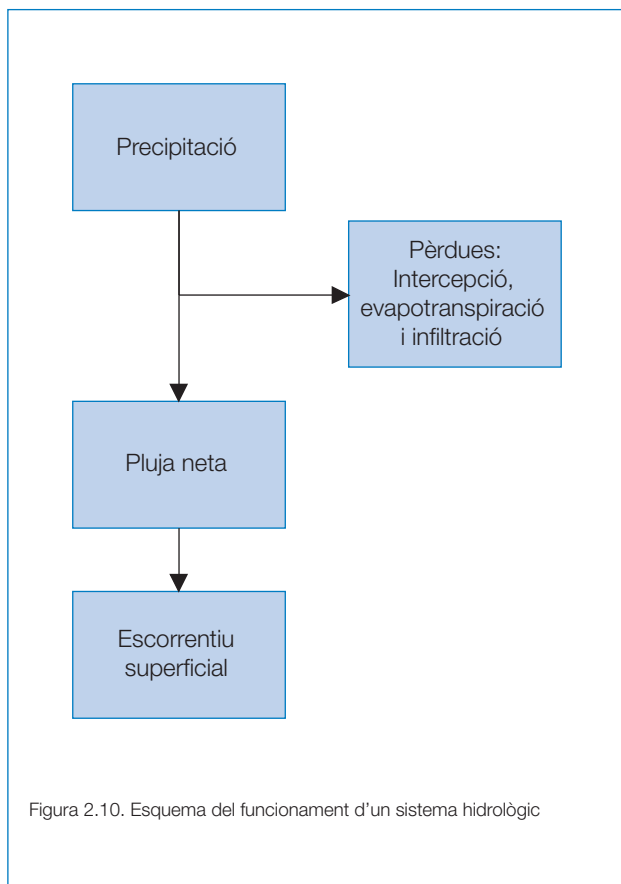 Precipitació
Pèrdues:
Intercepció,
evapotranspiració
i infiltració
Pluja neta
Escorrentiu
superficial
Figura 2.10. Esquema del funcionament d'un sistema hidrològic